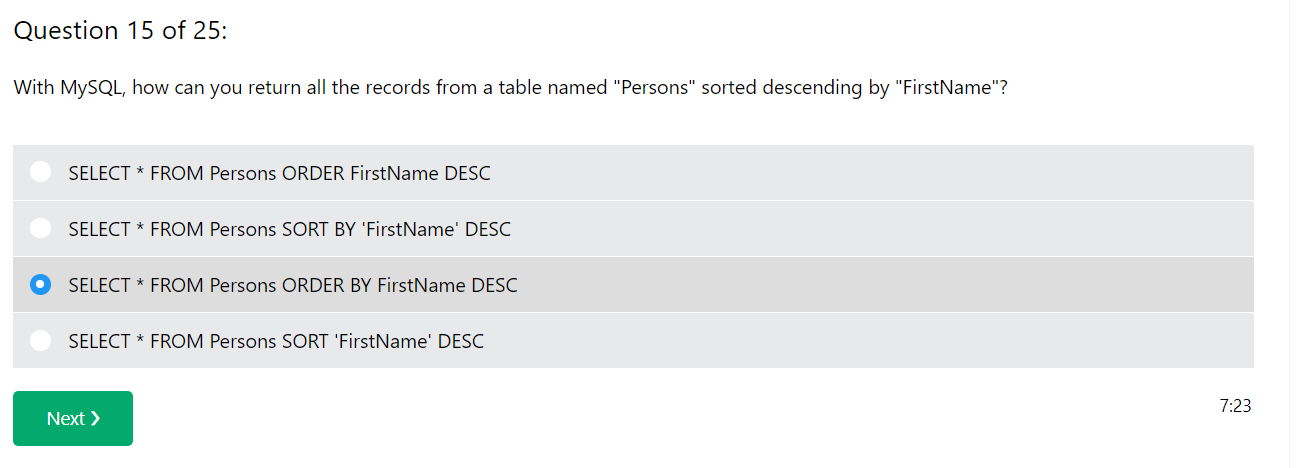 Question 15 of 25:
With MySQL, how can you return all the records from a table named "Persons" sorted descending by "FirstName"?
SELECT * FROM Persons ORDER FirstName DESC
SELECT * FROM Persons SORT BY 'FirstName' DESC
SELECT * FROM Persons ORDER BY FirstName DESC
SELECT * FROM Persons SORT 'FirstName' DESC
Next ❯
7:23